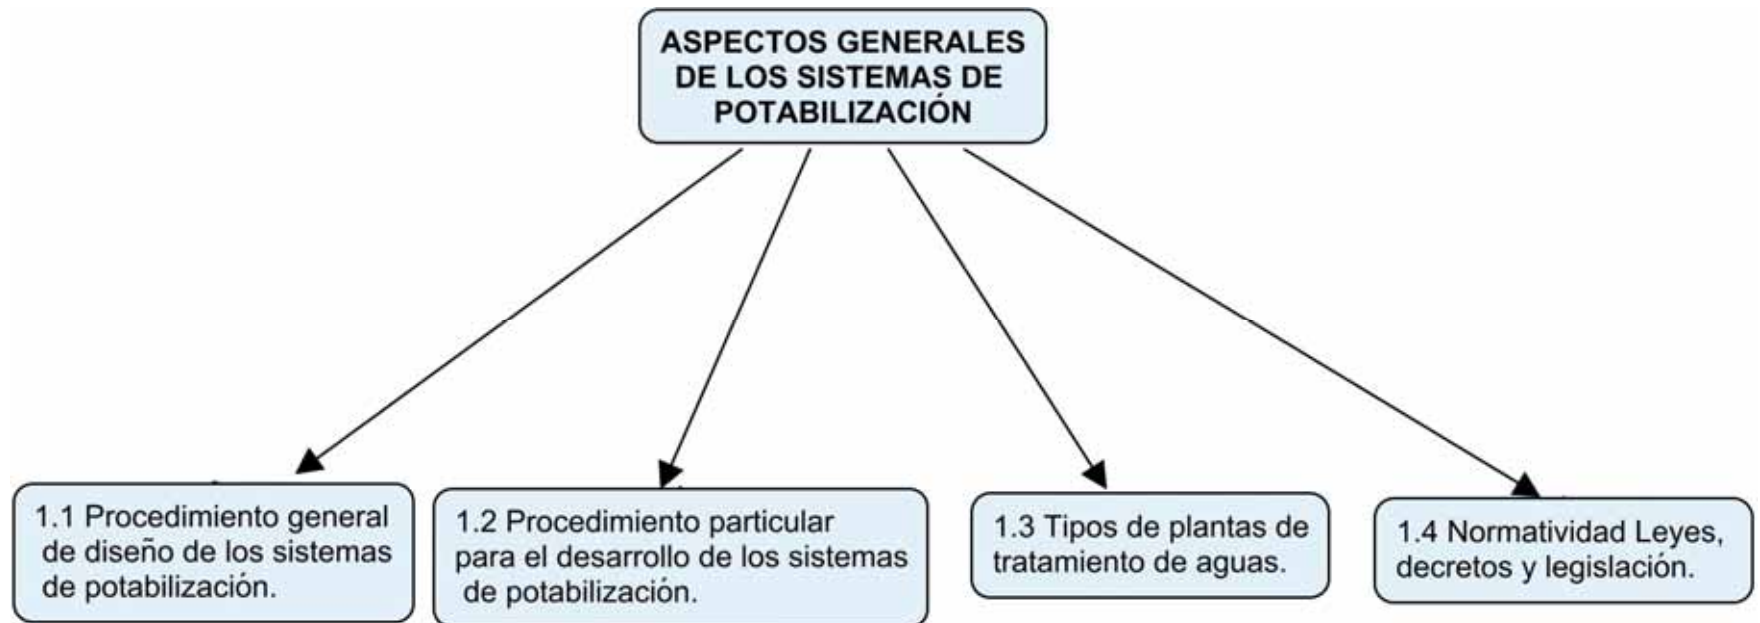 ASPECTOS GENERALES
DE LOS SISTEMAS DE
POTABILIZACIÓN
1.1 Procedimiento general
de diseño de los sistemas
de potabilización.
1.2 Procedimiento particular
para el desarrollo de los sistemas
de potabilización.
1.3 Tipos de plantas de
tratamiento de aguas.
1.4 Normatividad Leyes,
decretos y legislación.